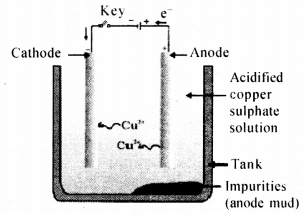 Key
− + e⁻
Cathode
Anode
− +
Acidified
copper
sulphate
solution
Cu²⁺
Cu²⁺
Tank
Impurities
(anode mud)